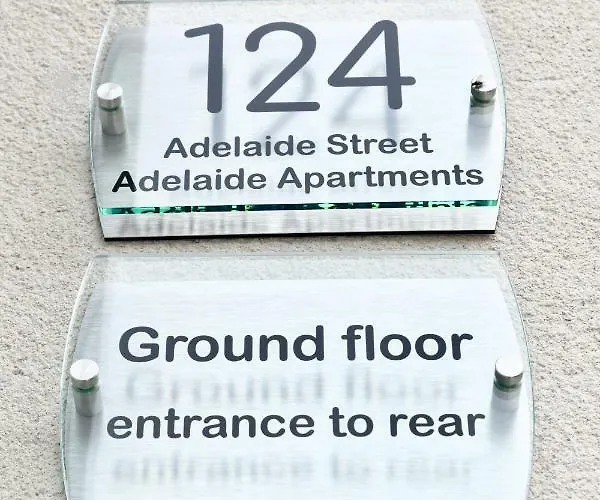 124
Adelaide Street
Adelaide Apartments
Ground floor
entrance to rear